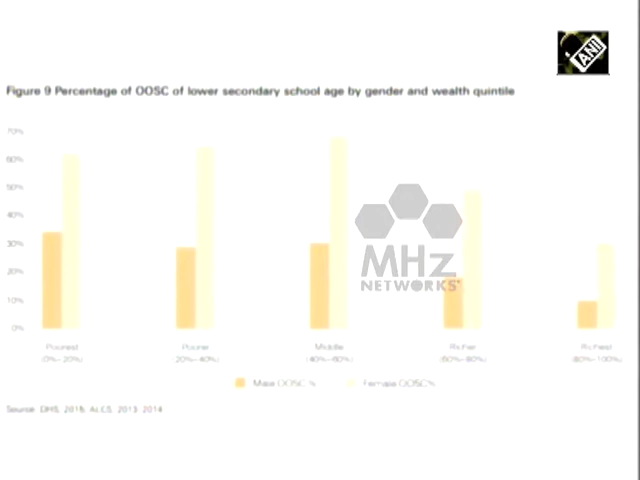 ANI
Figure 9 Percentage of OOSC of lower secondary school age by gender and wealth quintile
70%
60%
50%
40%
30%
20%
10%
0%
MHz
NETWORKS
Poorest
Poorer
Middle
Richer
Richest
(0%–20%)
(20%–40%)
(40%–60%)
(60%–80%)
(80%–100%)
Male OOSC %
Female OOSC%
Source: DHS, 2015; ALCS, 2013, 2014